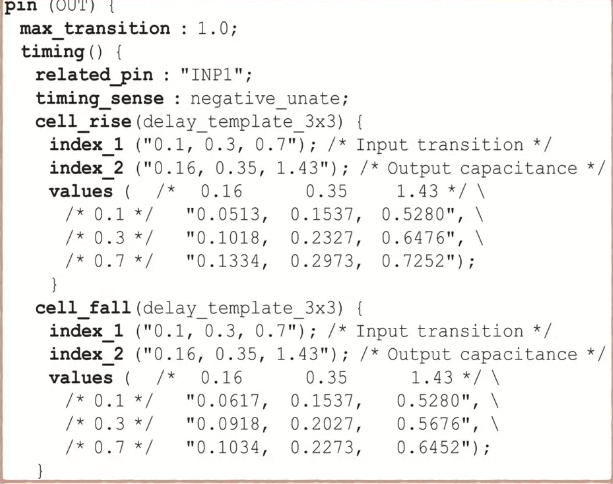 pin (OUT) {
max_transition : 1.0;
timing() {
related_pin : "INP1";
timing_sense : negative_unate;
cell_rise(delay_template_3x3) {
index_1 ("0.1, 0.3, 0.7"); /* Input transition */
index_2 ("0.16, 0.35, 1.43"); /* Output capacitance */
values ( /* 0.16 0.35 1.43 */ \
/* 0.1 */ "0.0513, 0.1537, 0.5280", \
/* 0.3 */ "0.1018, 0.2327, 0.6476", \
/* 0.7 */ "0.1334, 0.2973, 0.7252");
}
cell_fall(delay_template_3x3) {
index_1 ("0.1, 0.3, 0.7"); /* Input transition */
index_2 ("0.16, 0.35, 1.43"); /* Output capacitance */
values ( /* 0.16 0.35 1.43 */ \
/* 0.1 */ "0.0617, 0.1537, 0.5280", \
/* 0.3 */ "0.0918, 0.2027, 0.5676", \
/* 0.7 */ "0.1034, 0.2273, 0.6452");
}